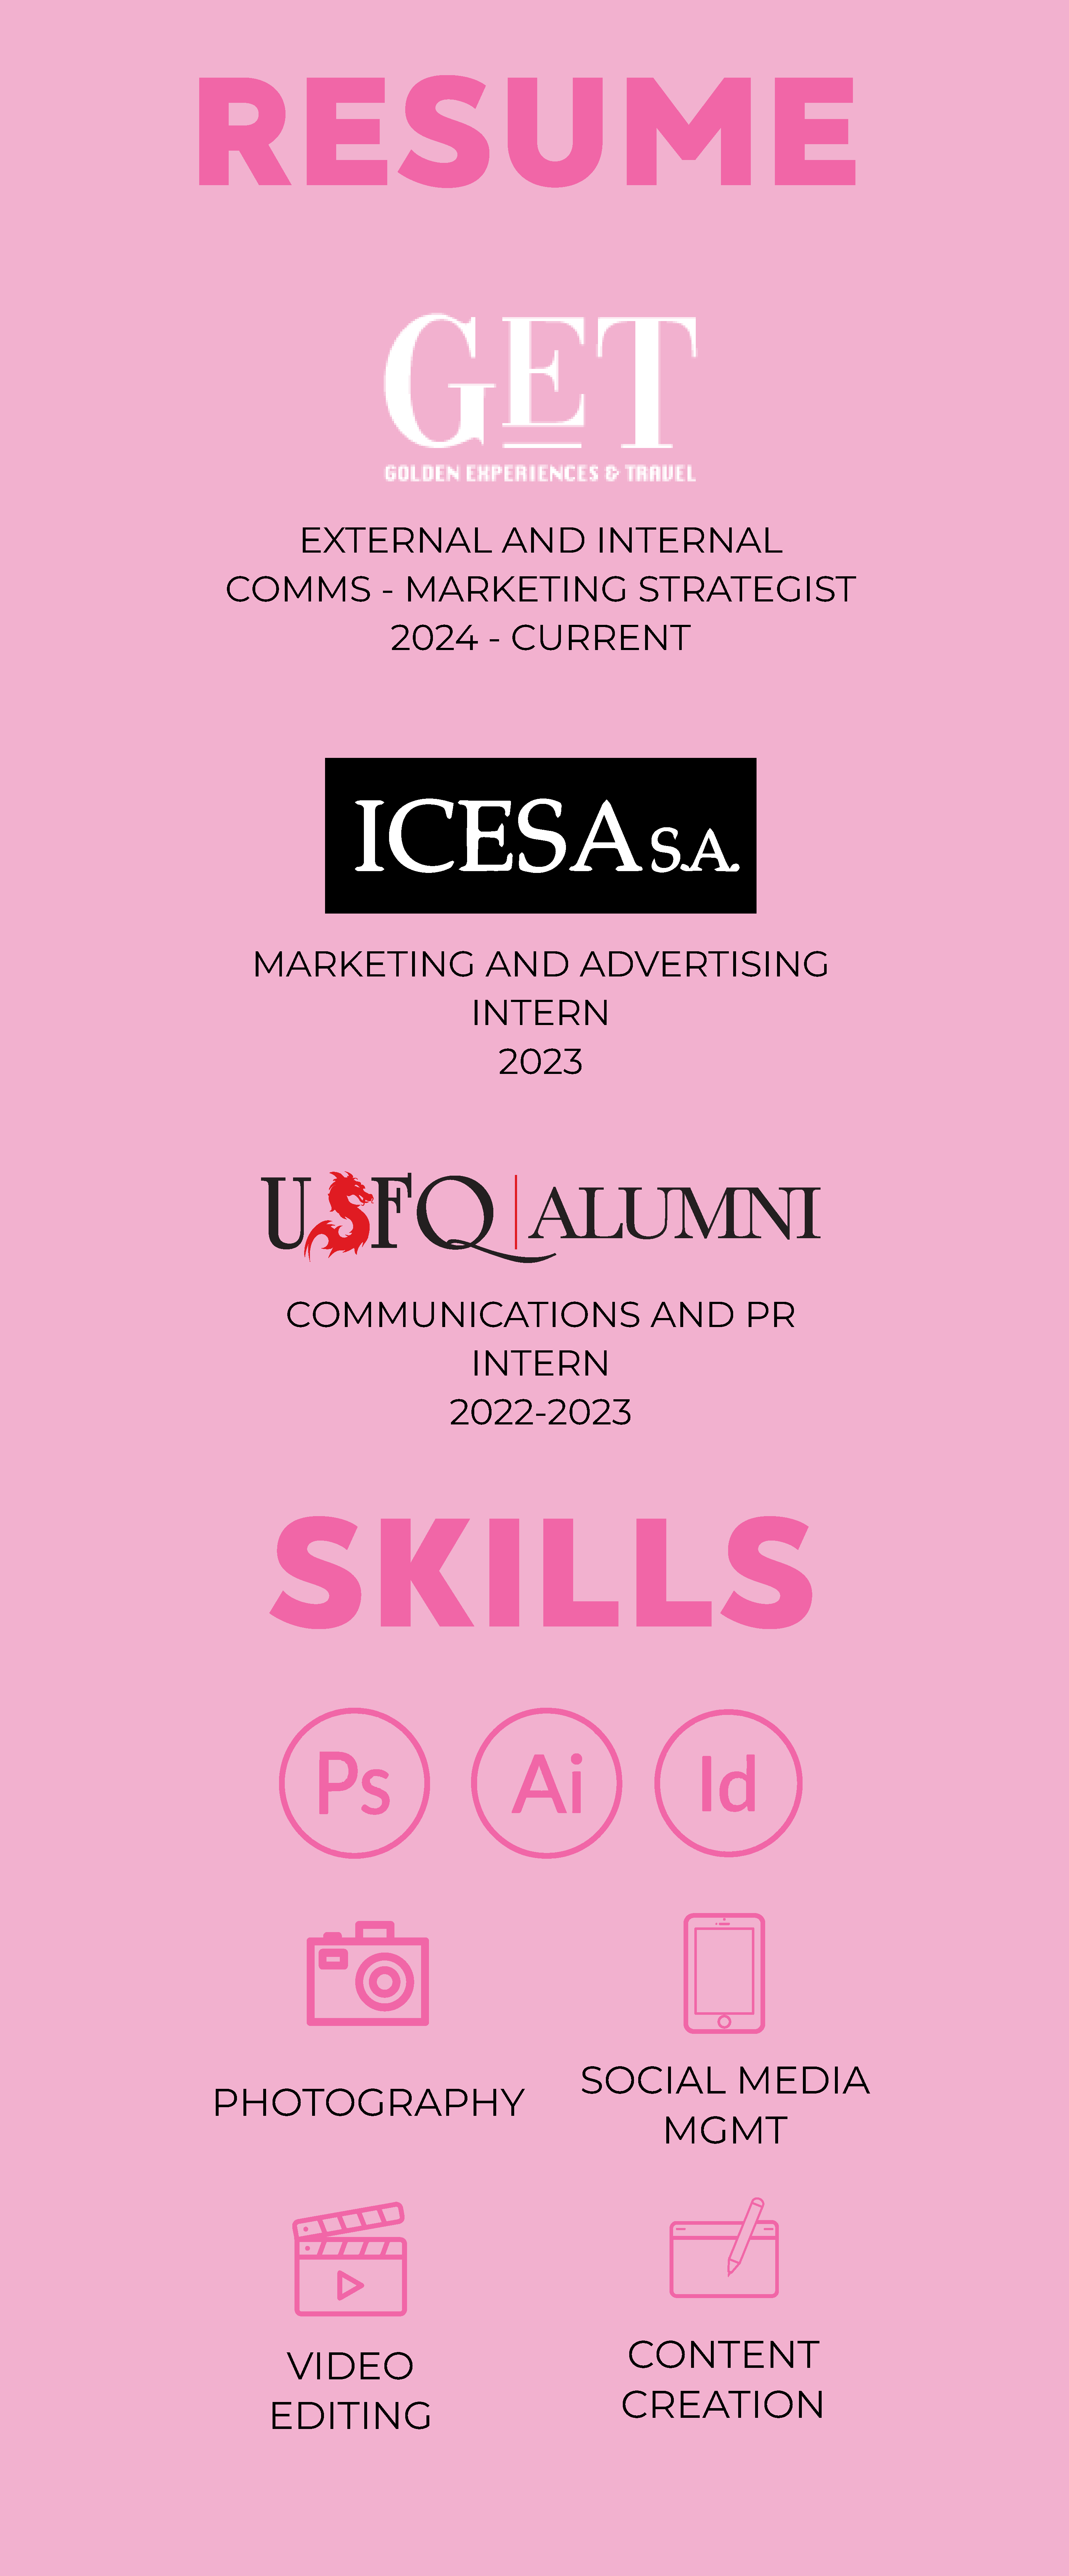 RESUME
GET
GOLDEN EXPERIENCES & TRAVEL
EXTERNAL AND INTERNAL
COMMS - MARKETING STRATEGIST
2024 - CURRENT
ICESA S.A.
MARKETING AND ADVERTISING
INTERN
2023
USFQ | ALUMNI
COMMUNICATIONS AND PR
INTERN
2022-2023
SKILLS
Ps Ai Id
PHOTOGRAPHY
SOCIAL MEDIA
MGMT
VIDEO
EDITING
CONTENT
CREATION